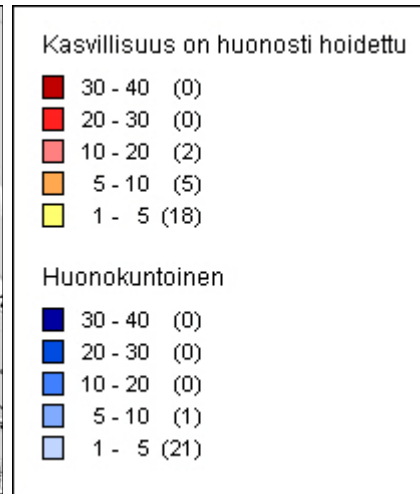 Kasvillisuus on huonosti hoidettu
30 - 40 (0)
20 - 30 (0)
10 - 20 (2)
5 - 10 (5)
1 - 5 (18)
Huonokuntoinen
30 - 40 (0)
20 - 30 (0)
10 - 20 (0)
5 - 10 (1)
1 - 5 (21)